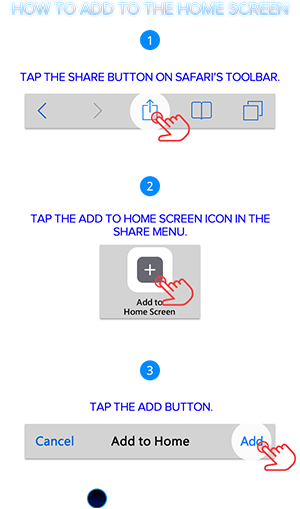 HOW TO ADD TO THE HOME SCREEN
1
TAP THE SHARE BUTTON ON SAFARI'S TOOLBAR.
2
TAP THE ADD TO HOME SCREEN ICON IN THE
SHARE MENU.
Add to
Home Screen
3
TAP THE ADD BUTTON.
Cancel Add to Home Add